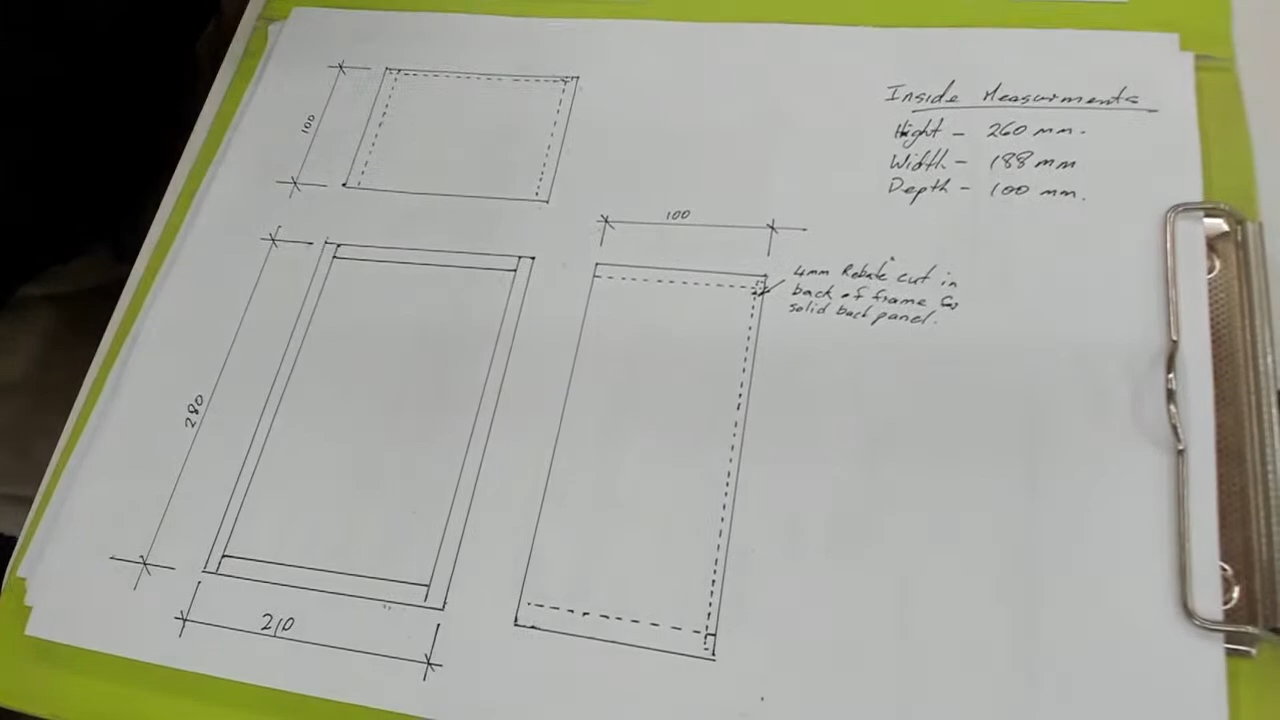 100
Inside Measurments
Hight - 260 mm.
Width - 188 mm
Depth - 100 mm.
100
4mm Rebate cut in
back of frame for
solid back panel.
280
210